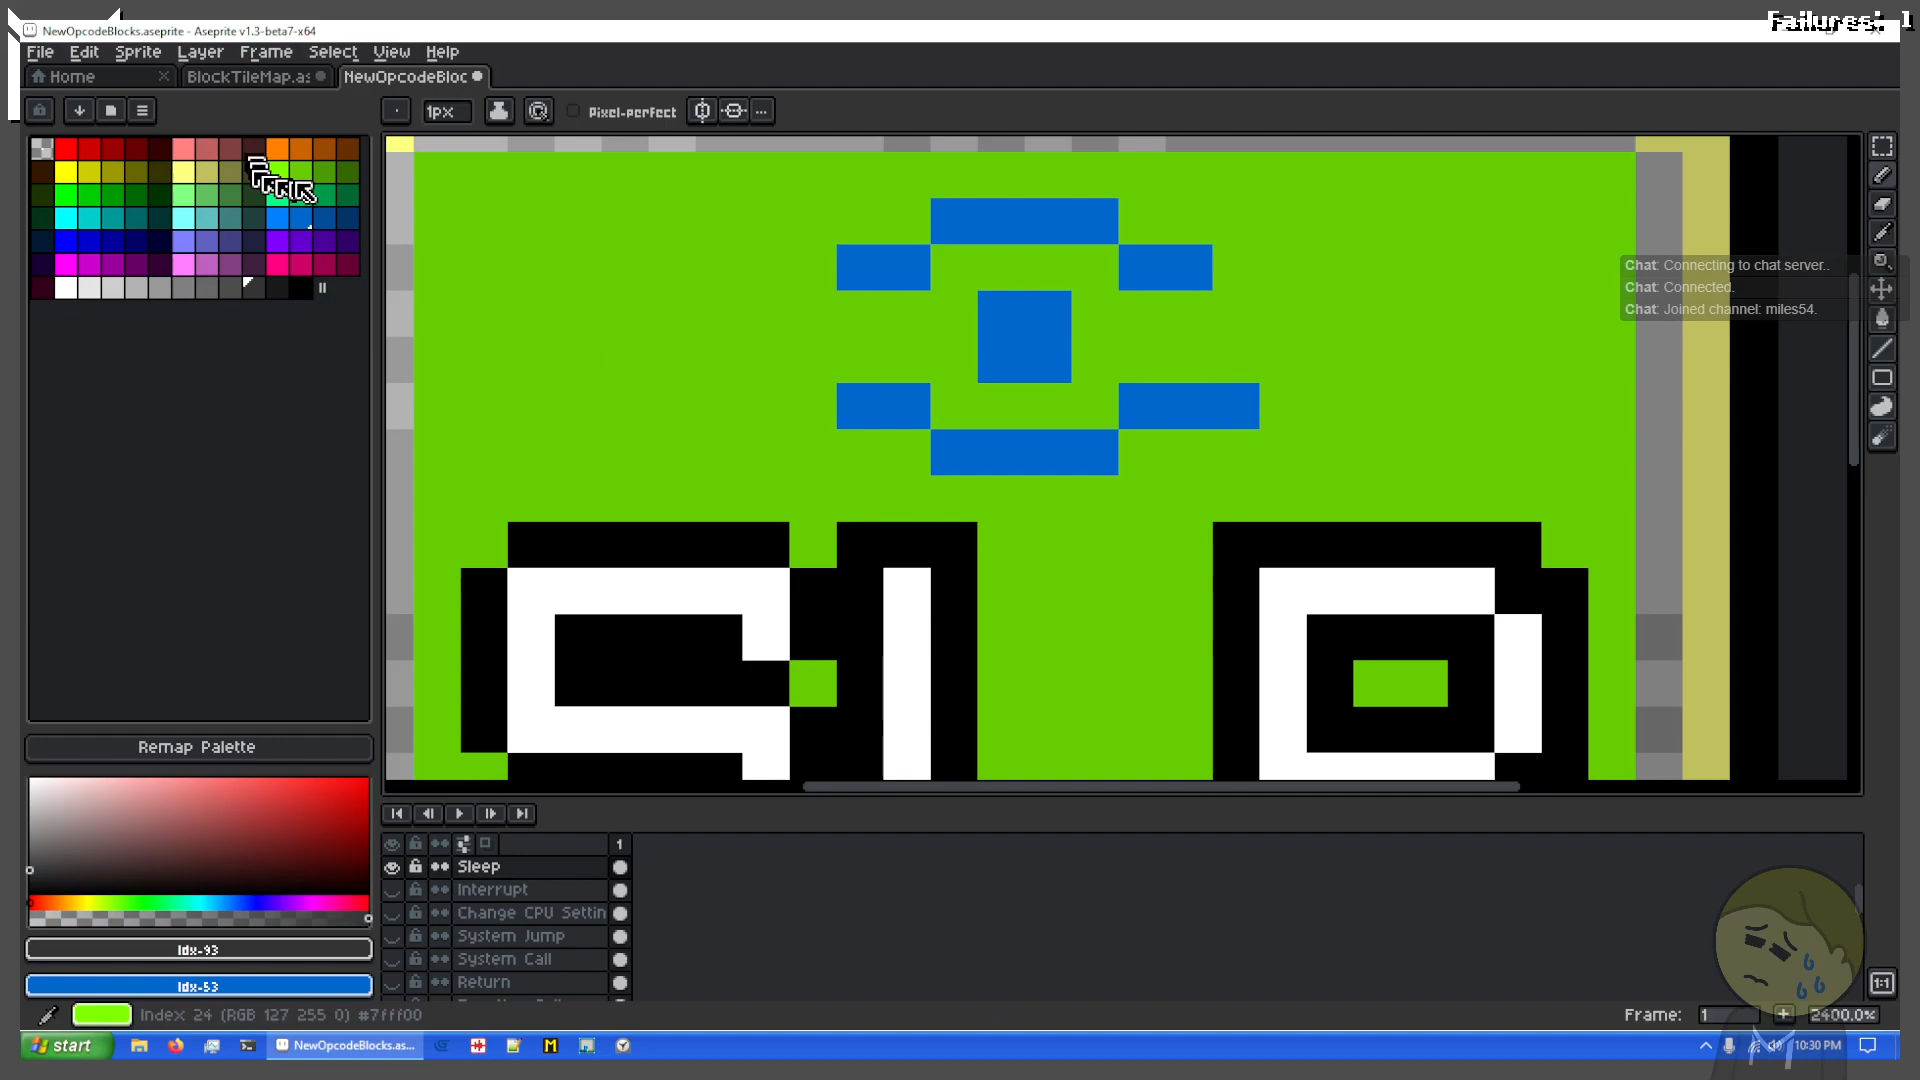 Failures: 1
NewOpcodeBlocks.aseprite - Aseprite v1.3-beta7-x64
File Edit Sprite Layer Frame Select View Help
Home BlockTileMap.as NewOpcodeBloc
1px Pixel-perfect
Chat: Connecting to chat server..
Chat: Connected.
Chat: Joined channel: miles54.
Remap Palette
1
Sleep
Interrupt
Change CPU Settin
System Jump
System Call
Return
Idx-93
Idx-53
1:1
Index 24 (RGB 127 255 0) #7fff00
Frame: 1 + 2400.0%
start NewOpcodeBlocks.as... M 10:30 PM